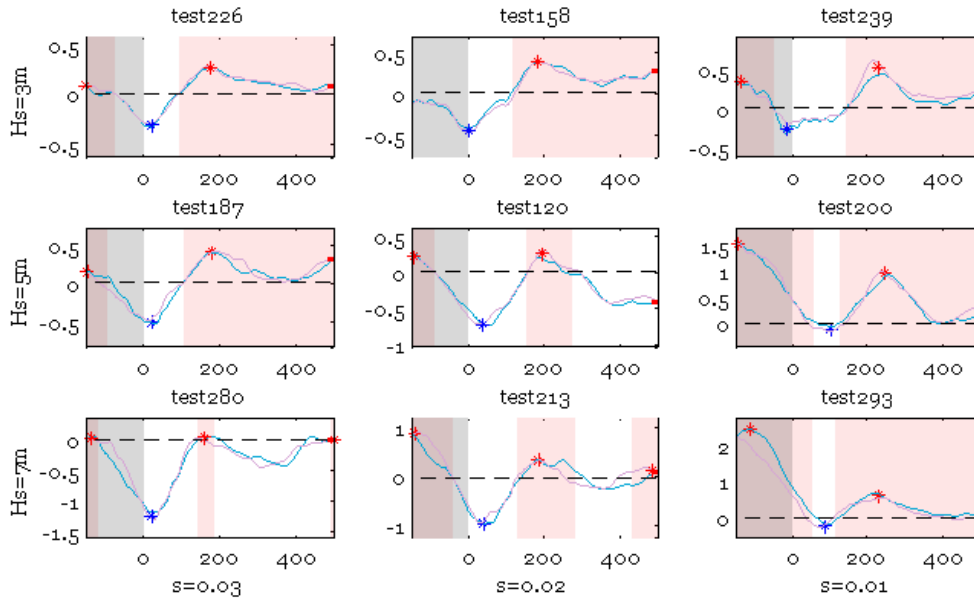 test226 test158 test239
Hs=3m 0.5 0 -0.5 0.5 0 -0.5 0.5 0 -0.5
0 200 400 0 200 400 0 200 400
test187 test120 test200
Hs=5m 0.5 0 -0.5 0.5 0 -0.5 -1 1.5 1 0.5 0
0 200 400 0 200 400 0 200 400
test280 test213 test293
Hs=7m 0 -0.5 -1 -1.5 1 0 -1 2 1 0
0 200 400 0 200 400 0 200 400
s=0.03 s=0.02 s=0.01